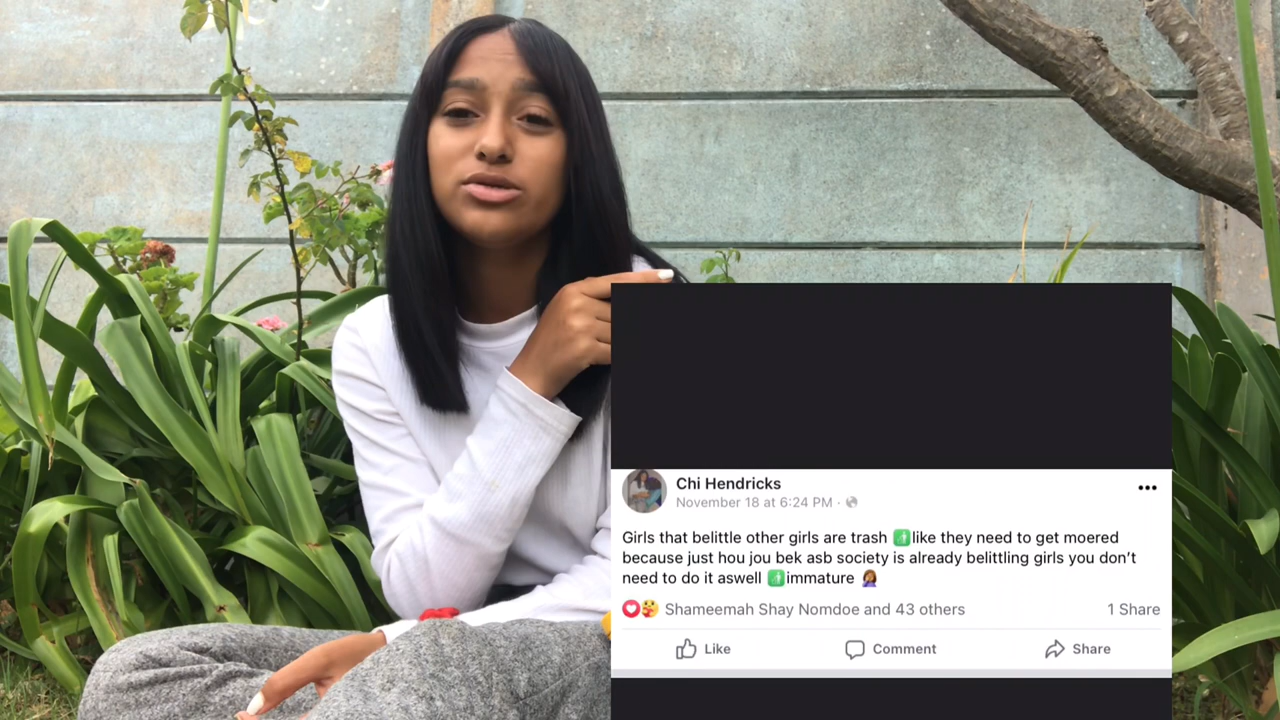 Chi Hendricks
November 18 at 6:24 PM ·
Girls that belittle other girls are trash 🚮like they need to get moered
because just hou jou bek asb society is already belittling girls you don't
need to do it aswell 🚮immature 🤦🏾‍♀️
Shameemah Shay Nomdoe and 43 others
1 Share
Like
Comment
Share